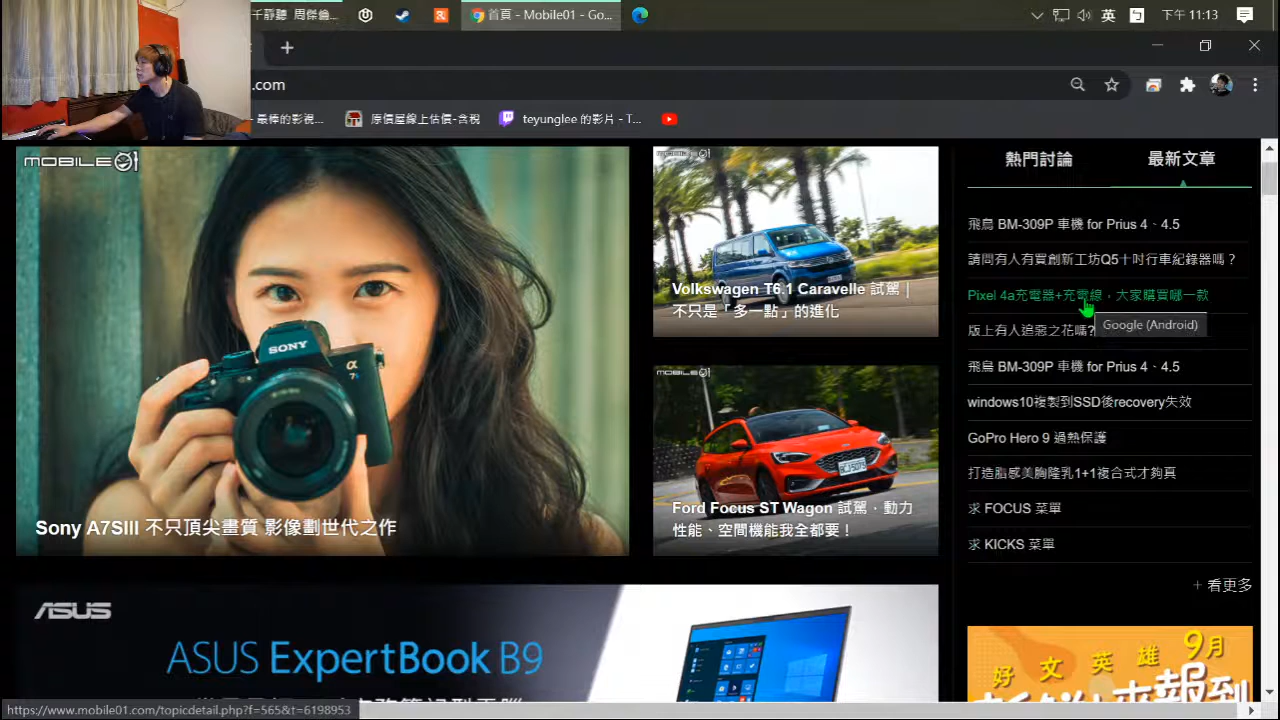 千靜聽 周傑倫...
首頁 - Mobile01 - Go...
英
ㄅ
下午 11:13
.com
最棒的影視...
原價屋線上估價-含稅
teyunglee 的影片 - T...
MOBILE01
SONY
α
7s
Sony A7SIII 不只頂尖畫質 影像劃世代之作
MOBILE01
Volkswagen T6.1 Caravelle 試駕 |
不只是「多一點」的進化
MOBILE01
Ford Focus ST Wagon 試駕．動力
性能、空間機能我全都要！
熱門討論
最新文章
飛鳥 BM-309P 車機 for Prius 4、4.5
請問有人有買創新工坊Q5十吋行車紀錄器嗎？
Pixel 4a充電器+充電線，大家購買哪一款
Google (Android)
版上有人追惡之花嗎?
飛鳥 BM-309P 車機 for Prius 4、4.5
windows10複製到SSD後recovery失效
GoPro Hero 9 過熱保護
打造脂感美胸隆乳1+1複合式才夠真
求 FOCUS 菜單
求 KICKS 菜單
+ 看更多
ASUS
ASUS ExpertBook B9
好文英雄 9月
https://www.mobile01.com/topicdetail.php?f=565&t=6198953